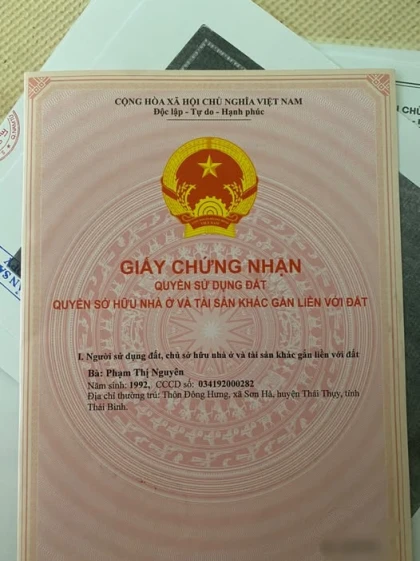 CỘNG HÒA XÃ HỘI CHỦ NGHĨA VIỆT NAM
Độc lập - Tự do - Hạnh phúc
GIẤY CHỨNG NHẬN
QUYỀN SỬ DỤNG ĐẤT
QUYỀN SỞ HỮU NHÀ Ở VÀ TÀI SẢN KHÁC GẮN LIỀN VỚI ĐẤT
I. Người sử dụng đất, chủ sở hữu nhà ở và tài sản khác gắn liền với đất
Bà: Phạm Thị Nguyên
Năm sinh: 1992, CCCD số: 034192000282
Địa chỉ thường trú: Thôn Đông Hưng, xã Sơn Hà, huyện Thái Thụy, tỉnh
Thái Bình.